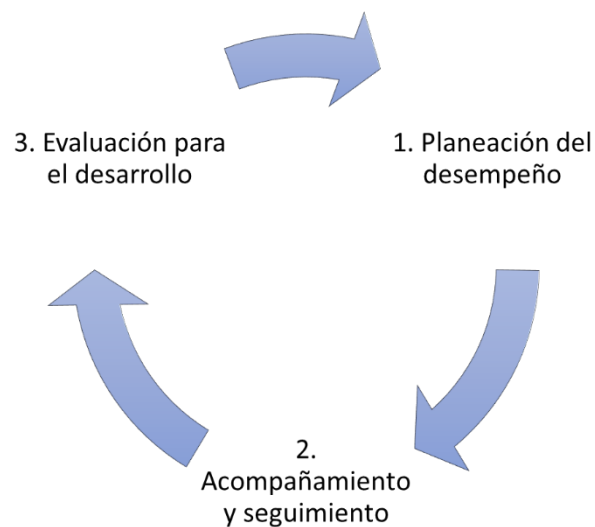 3. Evaluación para
el desarrollo
1. Planeación del
desempeño
2.
Acompañamiento
y seguimiento